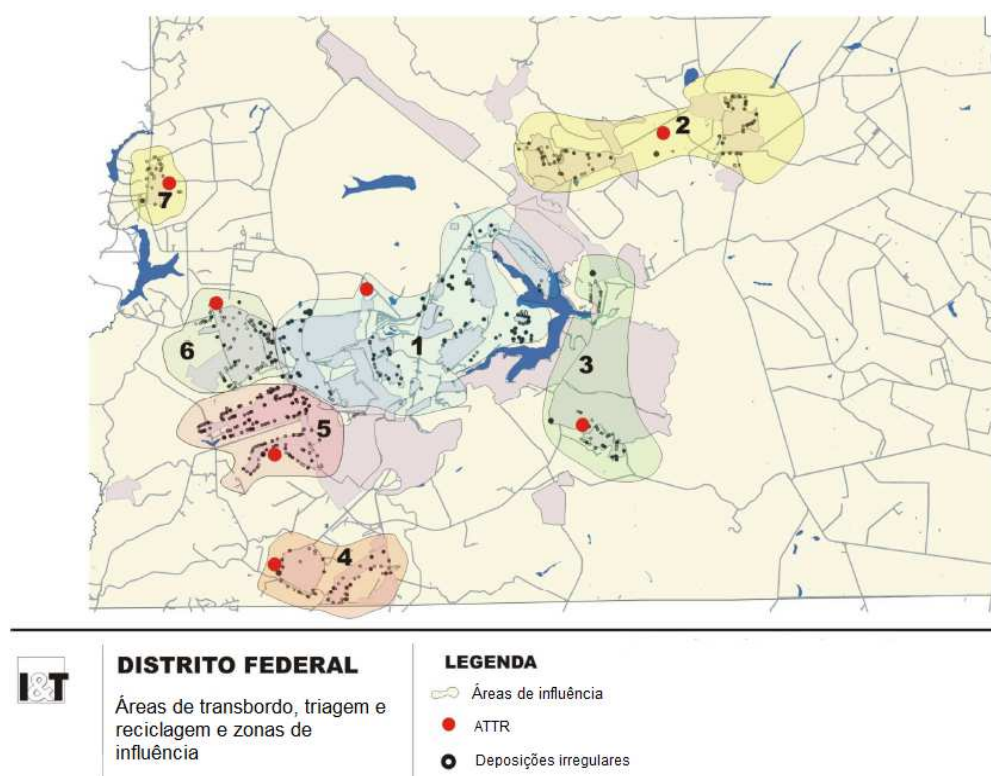 2
7
1
6
3
5
4
I&T
DISTRITO FEDERAL
Áreas de transbordo, triagem e
reciclagem e zonas de
influência
LEGENDA
Áreas de influência
ATTR
Deposições irregulares